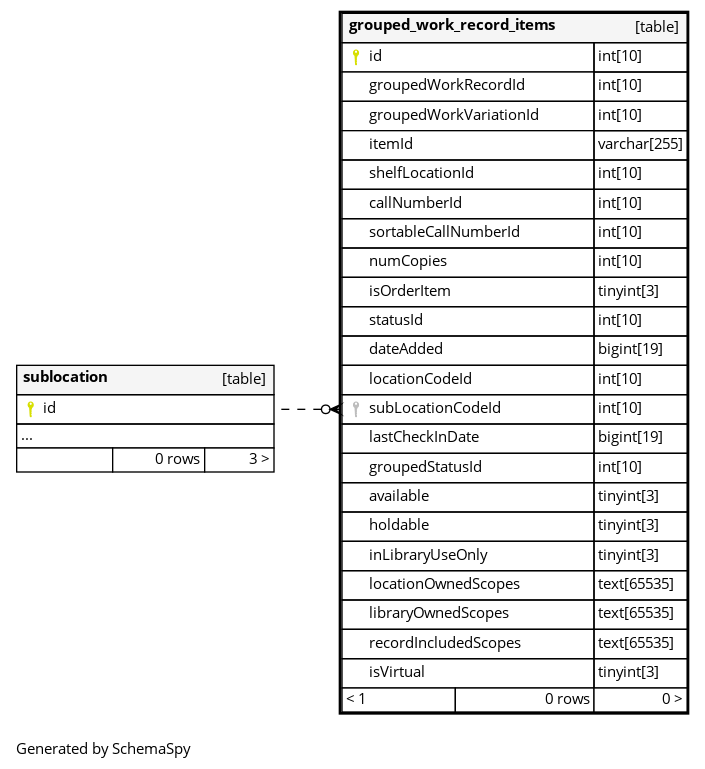 grouped_work_record_items [table]
id int[10]
groupedWorkRecordId int[10]
groupedWorkVariationId int[10]
itemId varchar[255]
shelfLocationId int[10]
callNumberId int[10]
sortableCallNumberId int[10]
numCopies int[10]
isOrderItem tinyint[3]
statusId int[10]
dateAdded bigint[19]
locationCodeId int[10]
subLocationCodeId int[10]
lastCheckInDate bigint[19]
groupedStatusId int[10]
available tinyint[3]
holdable tinyint[3]
inLibraryUseOnly tinyint[3]
locationOwnedScopes text[65535]
libraryOwnedScopes text[65535]
recordIncludedScopes text[65535]
isVirtual tinyint[3]
< 1 0 rows 0 >
sublocation [table]
id
...
0 rows 3 >
Generated by SchemaSpy